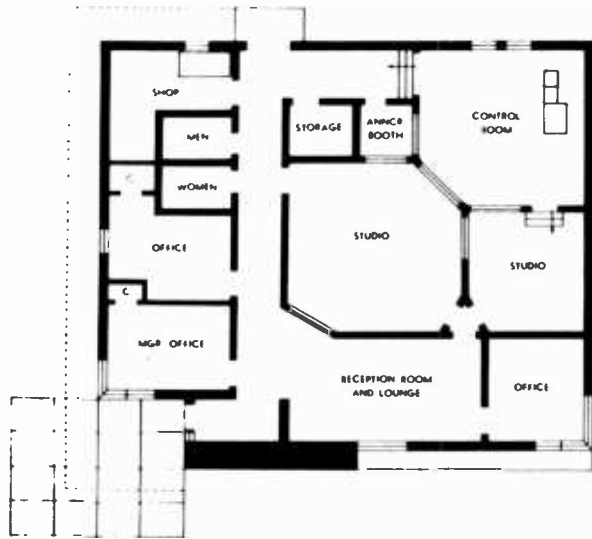 SHOP
MEN
STORAGE
ANNCR
BOOTH
CONTROL
ROOM
C
WOMEN
OFFICE
STUDIO
STUDIO
C
MGR OFFICE
RECEPTION ROOM
AND LOUNGE
OFFICE